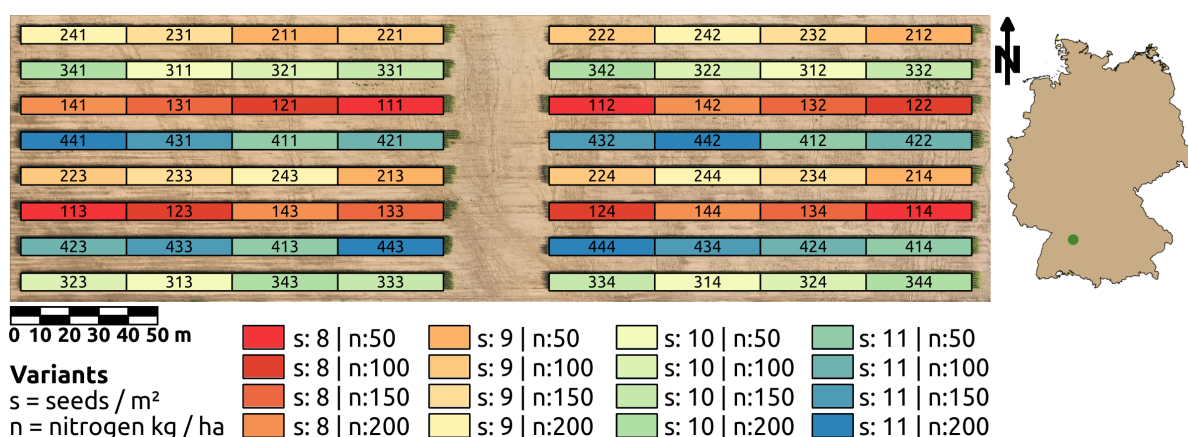 241 231 211 221 222 242 232 212
N
341 311 321 331 342 322 312 332
141 131 121 111 112 142 132 122
441 431 411 421 432 442 412 422
223 233 243 213 224 244 234 214
113 123 143 133 124 144 134 114
423 433 413 443 444 434 424 414
323 313 343 333 334 314 324 344
0 10 20 30 40 50 m
Variants
s = seeds / m²
n = nitrogen kg / ha
s: 8 | n:50 s: 9 | n:50 s: 10 | n:50 s: 11 | n:50
s: 8 | n:100 s: 9 | n:100 s: 10 | n:100 s: 11 | n:100
s: 8 | n:150 s: 9 | n:150 s: 10 | n:150 s: 11 | n:150
s: 8 | n:200 s: 9 | n:200 s: 10 | n:200 s: 11 | n:200